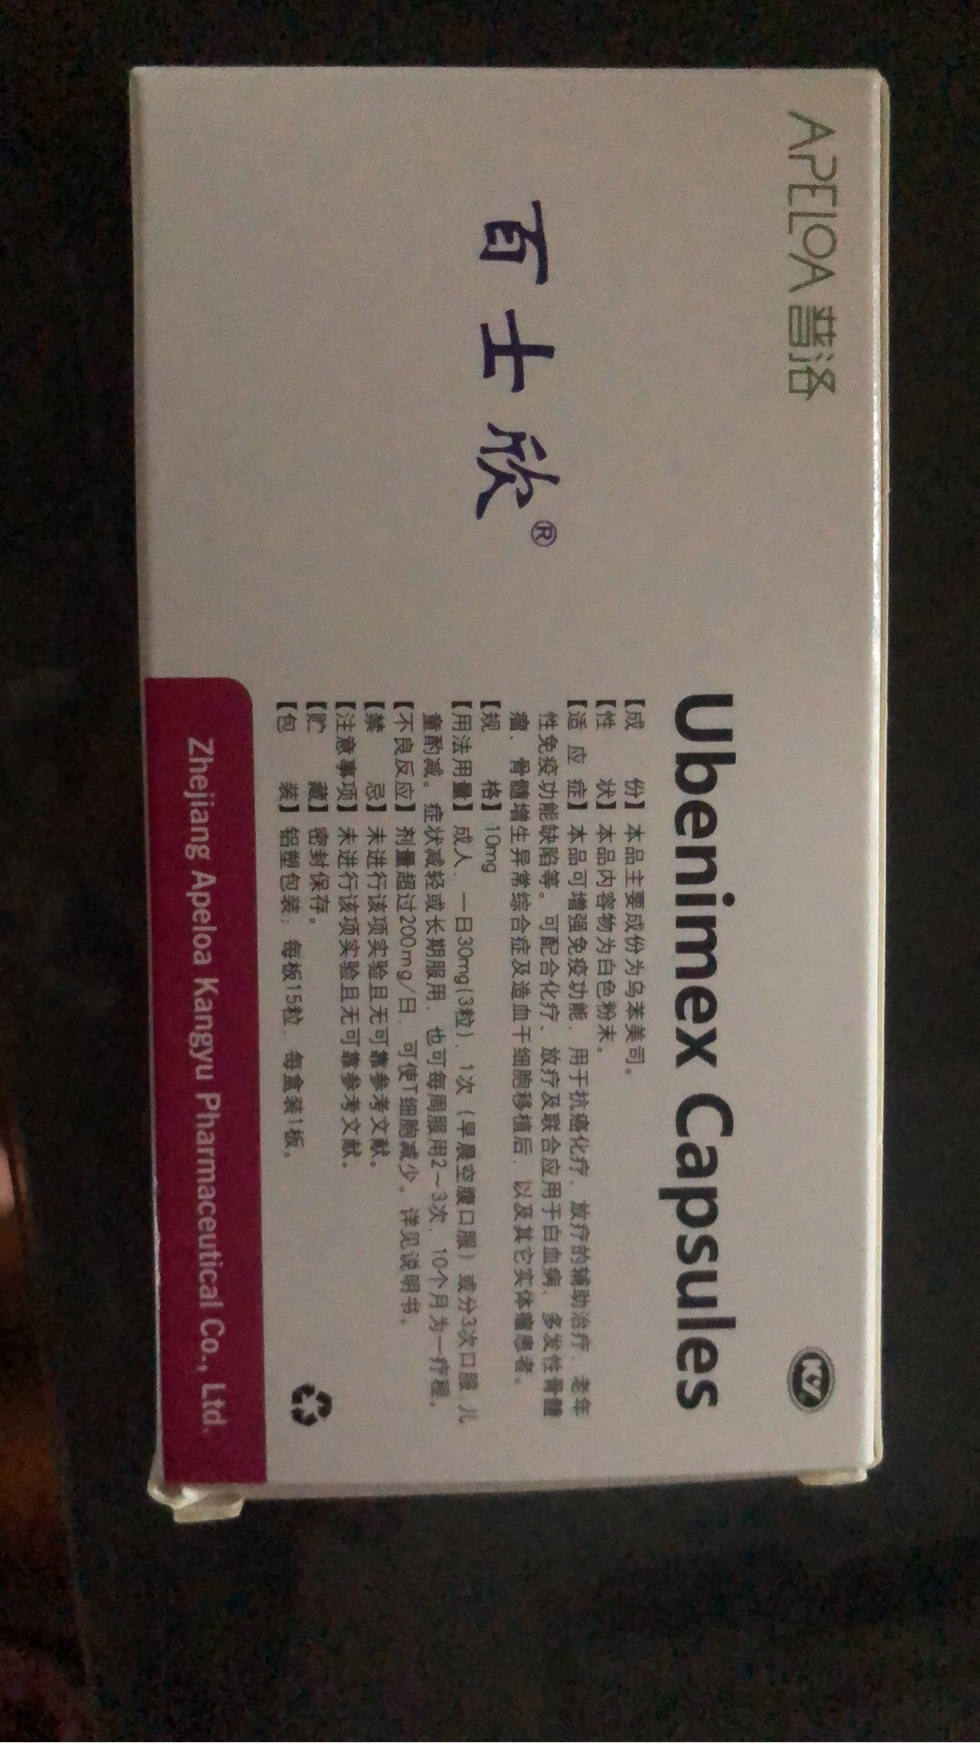 APELOA 普洛
KY
百士欣®
Ubenimex Capsules
【成 份】本品主要成份为乌苯美司。
【性 状】本品内容物为白色粉末。
【适 应 症】本品可增强免疫功能，用于抗癌化疗、放疗的辅助治疗，老年
性免疫功能缺陷等。可配合化疗、放疗及联合应用于白血病、多发性骨髓
瘤、骨髓增生异常综合症及造血干细胞移植后，以及其它实体瘤患者。
【规 格】10mg
【用法用量】成人，一日30mg(3粒)，1次（早晨空腹口服）或分3次口服，儿
童酌减。症状减轻或长期服用，也可每周服用2～3次，10个月为一疗程。
【不良反应】剂量超过200mg/日，可使T细胞减少。详见说明书。
【禁 忌】未进行该项实验且无可靠参考文献。
【注意事项】未进行该项实验且无可靠参考文献。
【贮 藏】密封保存。
【包 装】铝塑包装；每板15粒，每盒装1板。
Zhejiang Apeloa Kangyu Pharmaceutical Co., Ltd.